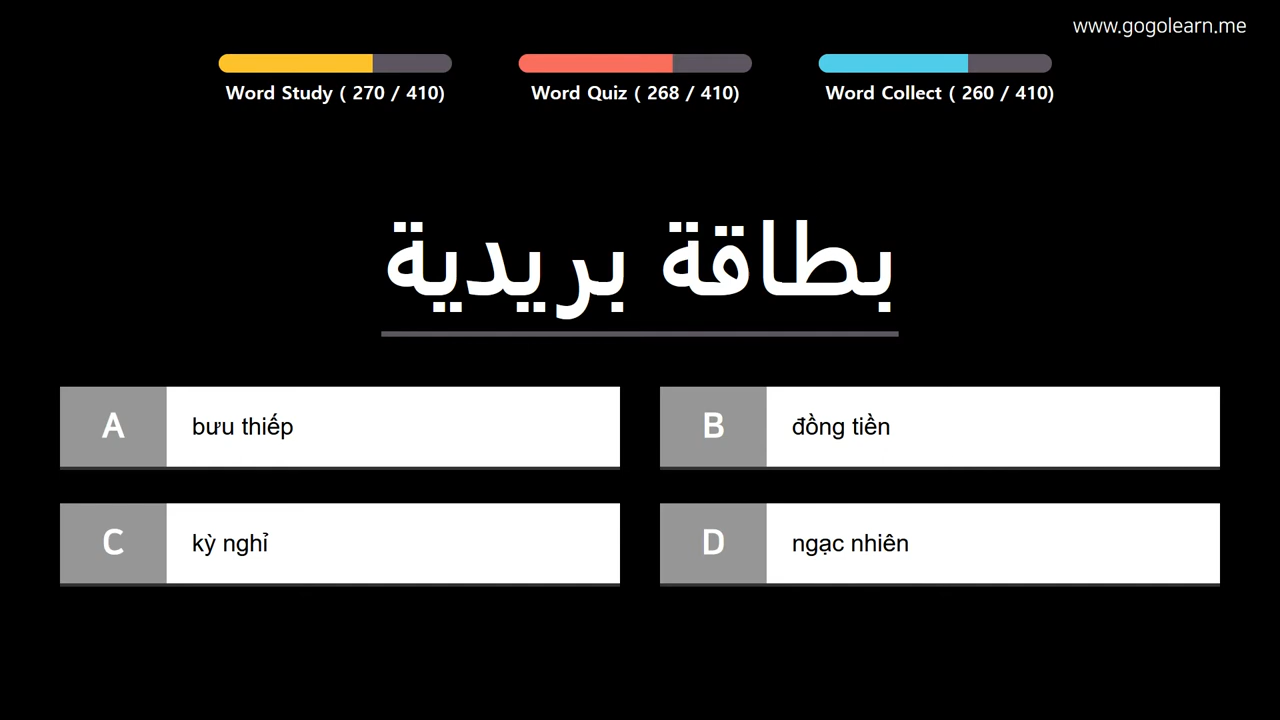 www.gogolearn.me
Word Study ( 270 / 410)
Word Quiz ( 268 / 410)
Word Collect ( 260 / 410)
بطاقة بريدية
A
bưu thiếp
B
đồng tiền
C
kỳ nghỉ
D
ngạc nhiên